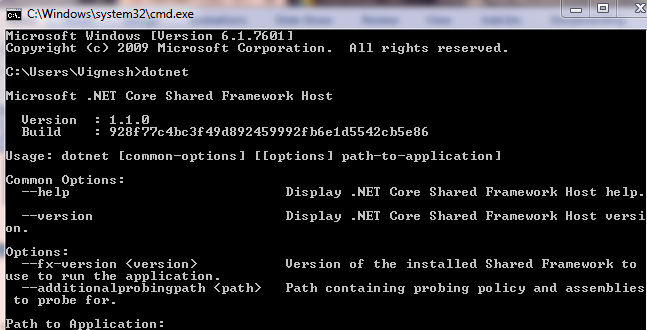 C:\Windows\system32\cmd.exe
Microsoft Windows [Version 6.1.7601]
Copyright (c) 2009 Microsoft Corporation.  All rights reserved.
C:\Users\Vignesh>dotnet
Microsoft .NET Core Shared Framework Host
Version  : 1.1.0
Build    : 928f77c4bc3f49d892459992fb6e1d5542cb5e86
Usage: dotnet [common-options] [[options] path-to-application]
Common Options:
--help                           Display .NET Core Shared Framework Host help.
--version                        Display .NET Core Shared Framework Host versi
on.
Options:
--fx-version <version>           Version of the installed Shared Framework to
use to run the application.
--additionalprobingpath <path>   Path containing probing policy and assemblies
to probe for.
Path to Application: